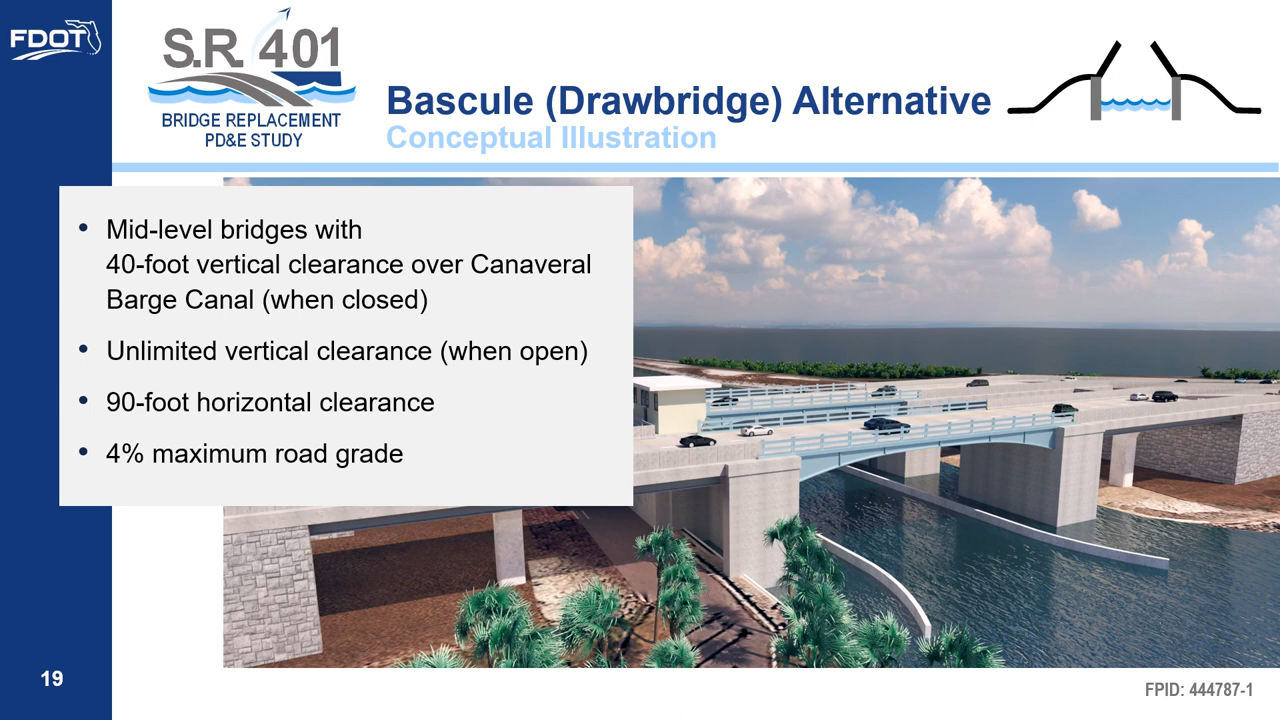 FDOT
S.R. 401
BRIDGE REPLACEMENT
PD&E STUDY
Bascule (Drawbridge) Alternative
Conceptual Illustration
• Mid-level bridges with
40-foot vertical clearance over Canaveral
Barge Canal (when closed)
• Unlimited vertical clearance (when open)
• 90-foot horizontal clearance
• 4% maximum road grade
19
FPID: 444787-1